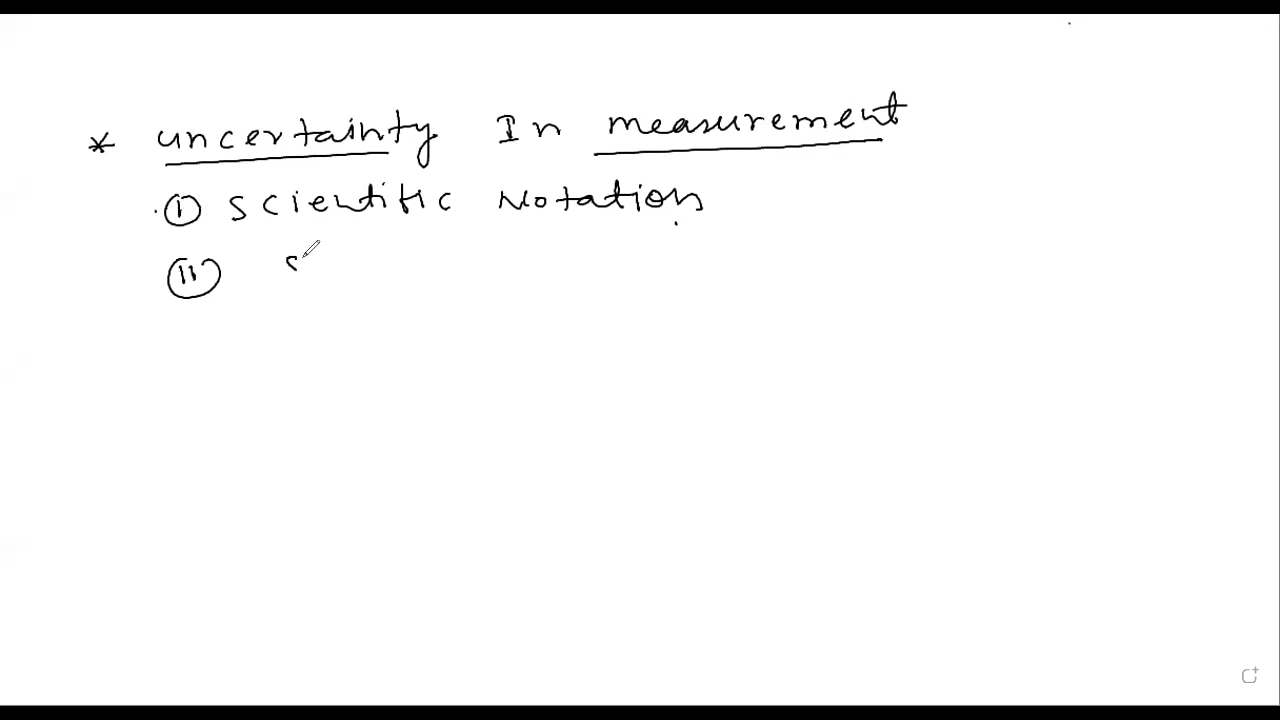 * uncertainty In measurement
(i) Scientific Notation
(ii)